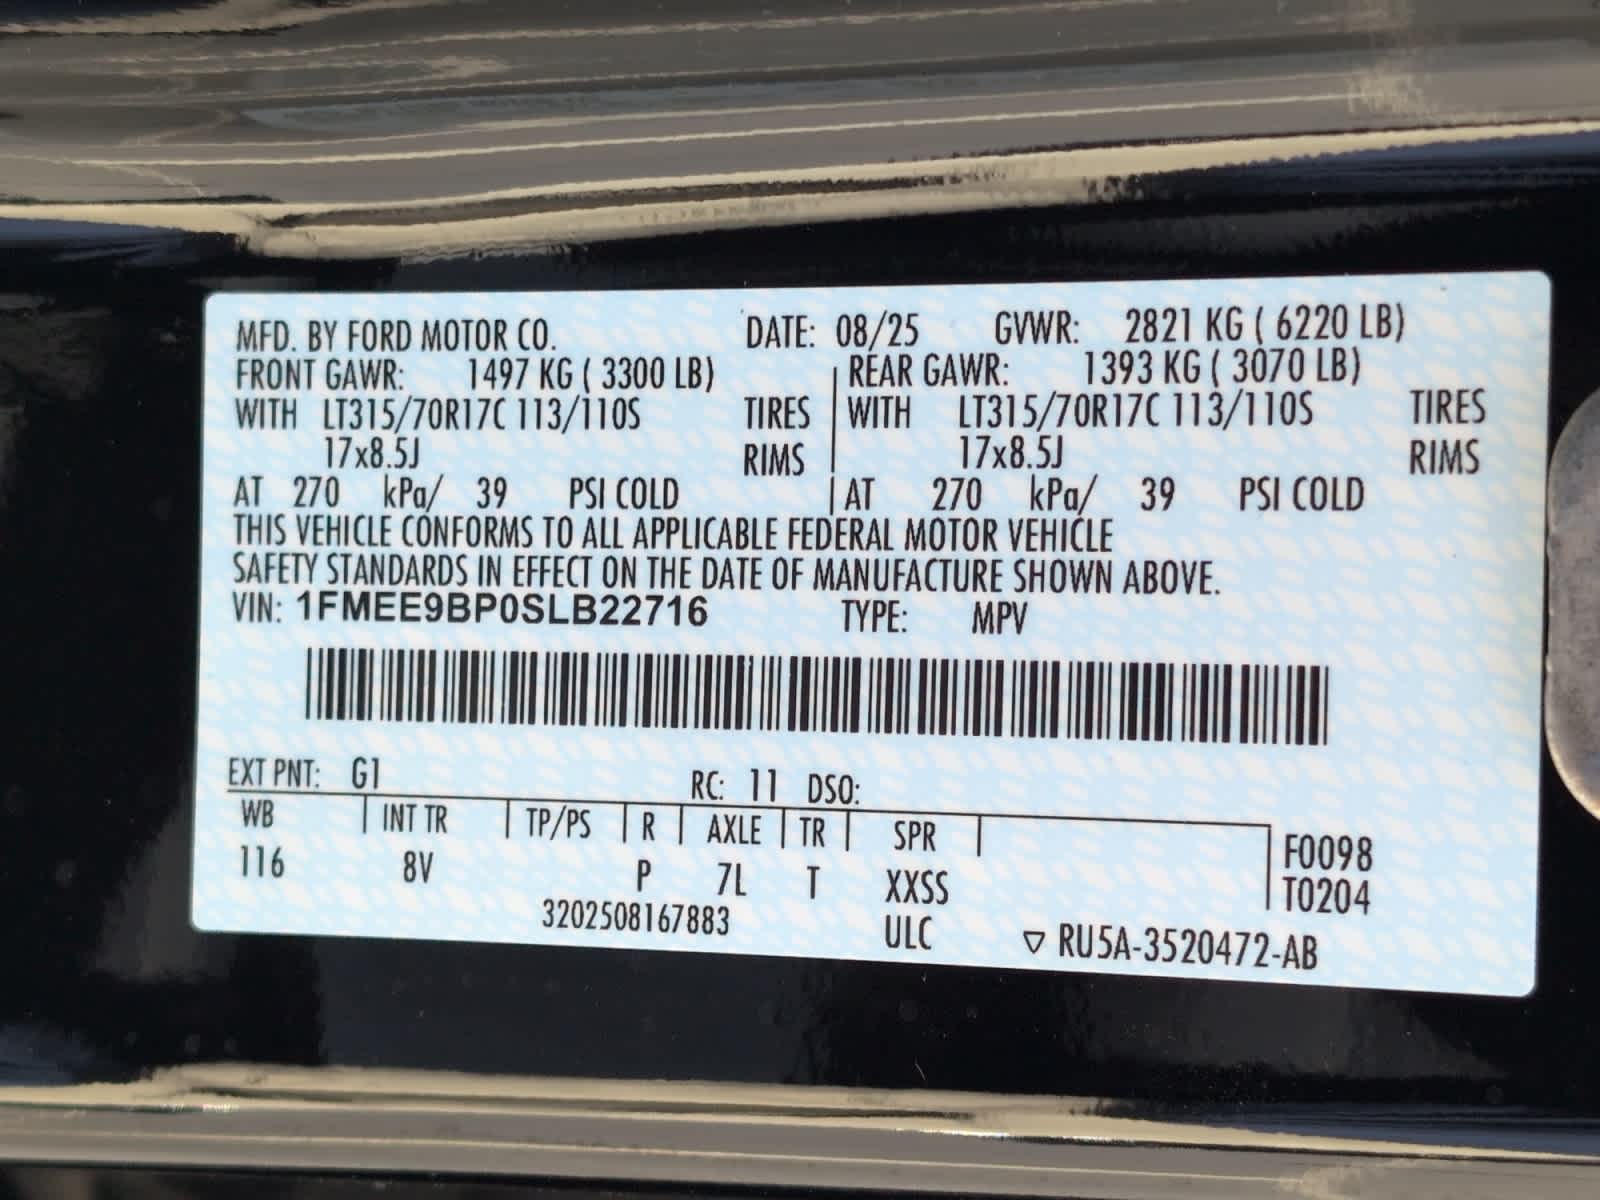 MFD. BY FORD MOTOR CO. DATE: 08/25 GVWR: 2821 KG ( 6220 LB)
FRONT GAWR: 1497 KG ( 3300 LB) REAR GAWR: 1393 KG ( 3070 LB)
WITH LT315/70R17C 113/110S TIRES WITH LT315/70R17C 113/110S TIRES
17x8.5J RIMS 17x8.5J RIMS
AT 270 kPa/ 39 PSI COLD AT 270 kPa/ 39 PSI COLD
THIS VEHICLE CONFORMS TO ALL APPLICABLE FEDERAL MOTOR VEHICLE
SAFETY STANDARDS IN EFFECT ON THE DATE OF MANUFACTURE SHOWN ABOVE.
VIN: 1FMEE9BP0SLB22716 TYPE: MPV
EXT PNT: G1 RC: 11 DSO:
WB INT TR TP/PS R AXLE TR SPR F0098
116 8V P 7L T XXSS T0204
3202508167883 ULC ▽ RU5A-3520472-AB